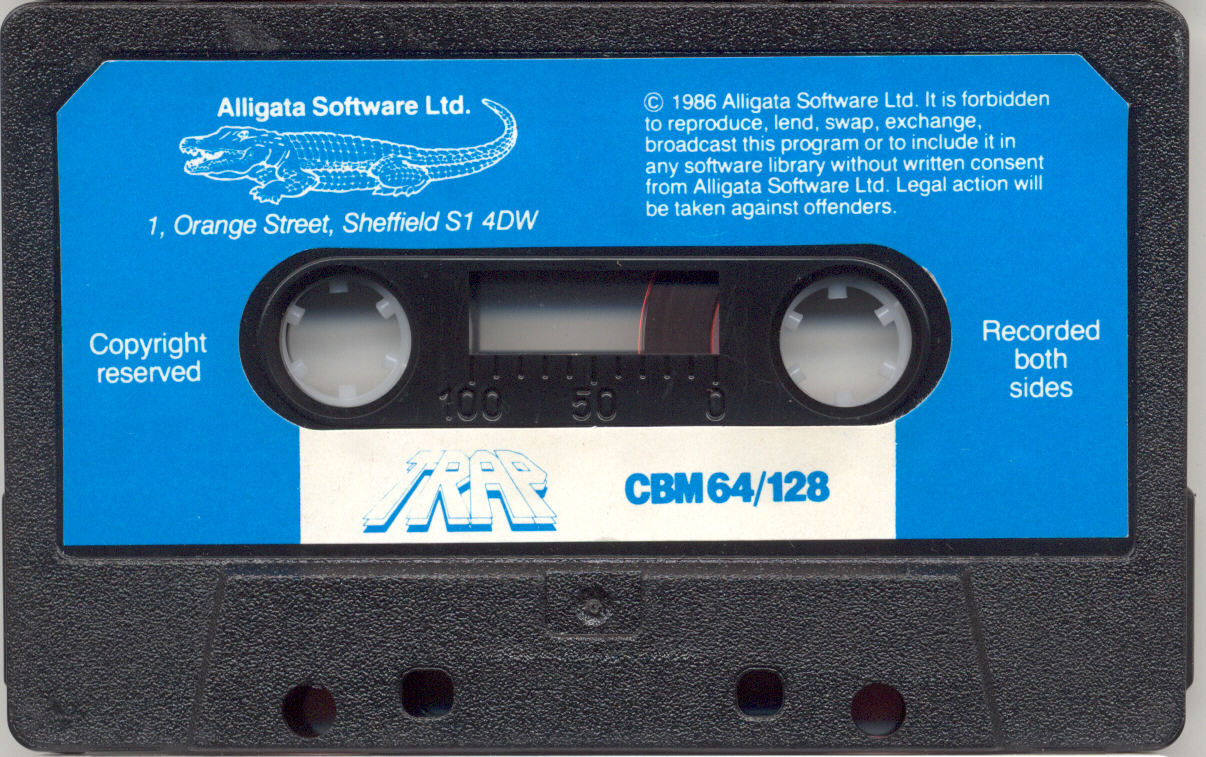 Alligata Software Ltd.
1, Orange Street, Sheffield S1 4DW
© 1986 Alligata Software Ltd. It is forbidden
to reproduce, lend, swap, exchange,
broadcast this program or to include it in
any software library without written consent
from Alligata Software Ltd. Legal action will
be taken against offenders.
Copyright
reserved
Recorded
both
sides
100 50 0
TRAP
CBM64/128